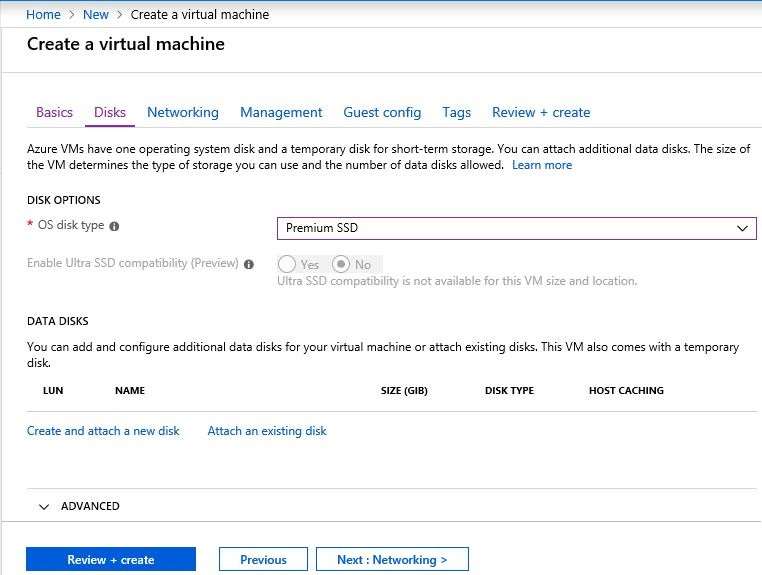 Home > New > Create a virtual machine
Create a virtual machine
Basics Disks Networking Management Guest config Tags Review + create
Azure VMs have one operating system disk and a temporary disk for short-term storage. You can attach additional data disks. The size of
the VM determines the type of storage you can use and the number of data disks allowed. Learn more
DISK OPTIONS
* OS disk type Premium SSD
Enable Ultra SSD compatibility (Preview) Yes No
Ultra SSD compatibility is not available for this VM size and location.
DATA DISKS
You can add and configure additional data disks for your virtual machine or attach existing disks. This VM also comes with a temporary
disk.
LUN NAME SIZE (GIB) DISK TYPE HOST CACHING
Create and attach a new disk Attach an existing disk
ADVANCED
Review + create Previous Next : Networking >